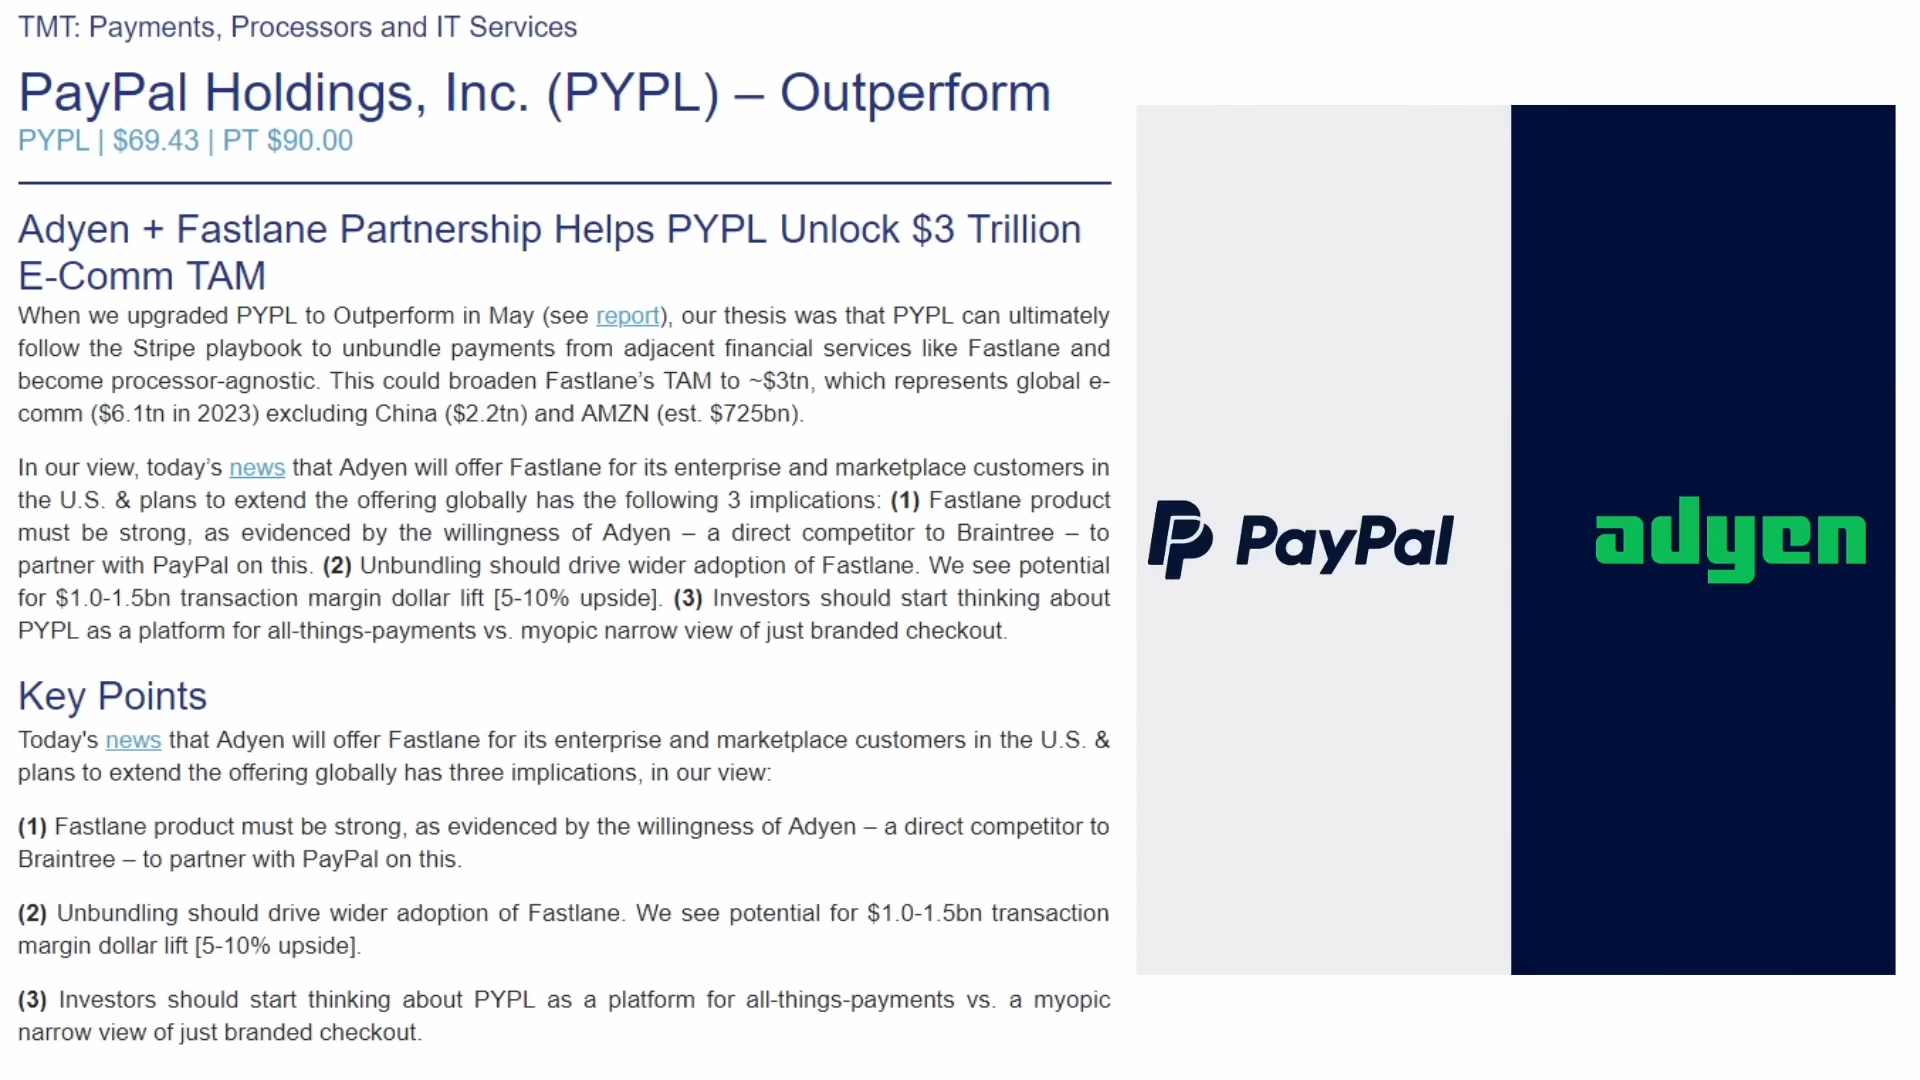 TMT: Payments, Processors and IT Services
PayPal Holdings, Inc. (PYPL) – Outperform
PYPL | $69.43 | PT $90.00
Adyen + Fastlane Partnership Helps PYPL Unlock $3 Trillion
E-Comm TAM
When we upgraded PYPL to Outperform in May (see report), our thesis was that PYPL can ultimately
follow the Stripe playbook to unbundle payments from adjacent financial services like Fastlane and
become processor-agnostic. This could broaden Fastlane’s TAM to ~$3tn, which represents global e-
comm ($6.1tn in 2023) excluding China ($2.2tn) and AMZN (est. $725bn).
In our view, today’s news that Adyen will offer Fastlane for its enterprise and marketplace customers in
the U.S. & plans to extend the offering globally has the following 3 implications: (1) Fastlane product
must be strong, as evidenced by the willingness of Adyen – a direct competitor to Braintree – to
partner with PayPal on this. (2) Unbundling should drive wider adoption of Fastlane. We see potential
for $1.0-1.5bn transaction margin dollar lift [5-10% upside]. (3) Investors should start thinking about
PYPL as a platform for all-things-payments vs. myopic narrow view of just branded checkout.
Key Points
Today's news that Adyen will offer Fastlane for its enterprise and marketplace customers in the U.S. &
plans to extend the offering globally has three implications, in our view:
(1) Fastlane product must be strong, as evidenced by the willingness of Adyen – a direct competitor to
Braintree – to partner with PayPal on this.
(2) Unbundling should drive wider adoption of Fastlane. We see potential for $1.0-1.5bn transaction
margin dollar lift [5-10% upside].
(3) Investors should start thinking about PYPL as a platform for all-things-payments vs. a myopic
narrow view of just branded checkout.
PayPal
adyen